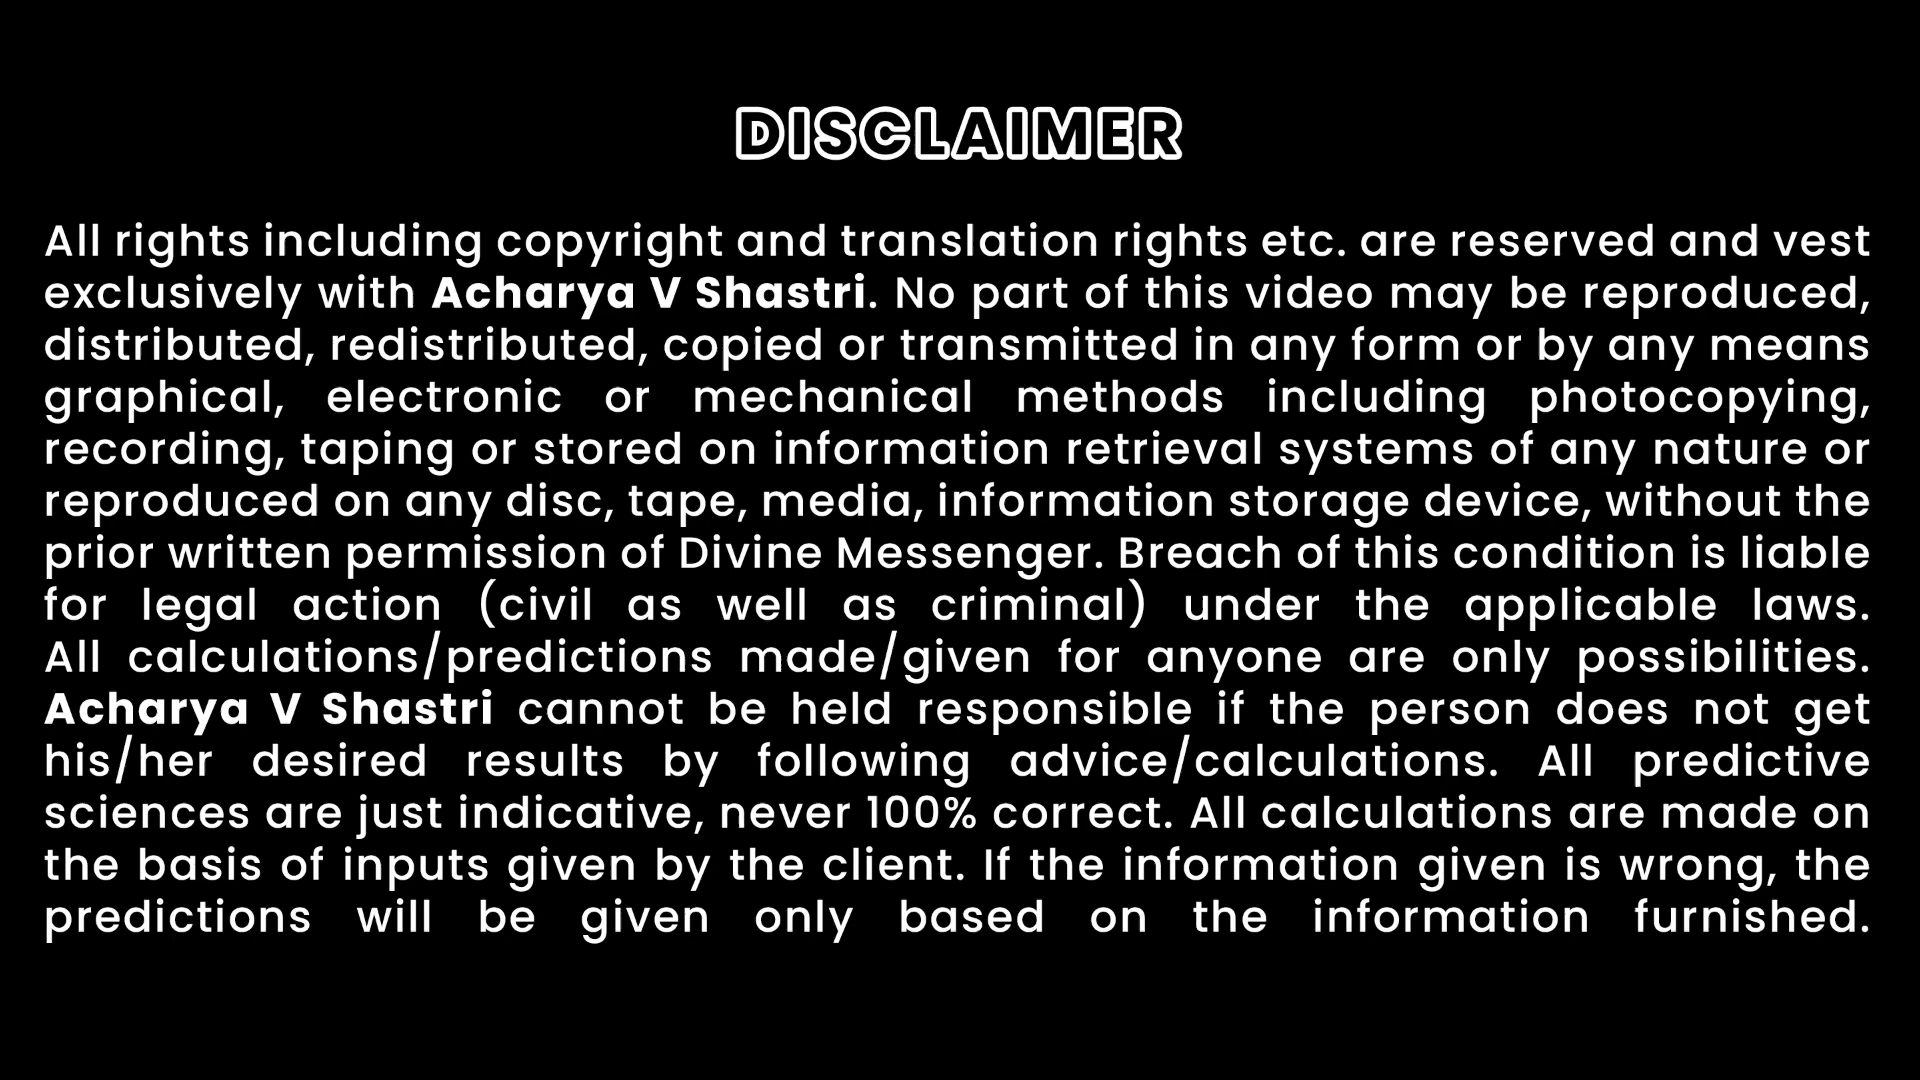 DISCLAIMER
All rights including copyright and translation rights etc. are reserved and vest
exclusively with Acharya V Shastri. No part of this video may be reproduced,
distributed, redistributed, copied or transmitted in any form or by any means
graphical, electronic or mechanical methods including photocopying,
recording, taping or stored on information retrieval systems of any nature or
reproduced on any disc, tape, media, information storage device, without the
prior written permission of Divine Messenger. Breach of this condition is liable
for legal action (civil as well as criminal) under the applicable laws.
All calculations/predictions made/given for anyone are only possibilities.
Acharya V Shastri cannot be held responsible if the person does not get
his/her desired results by following advice/calculations. All predictive
sciences are just indicative, never 100% correct. All calculations are made on
the basis of inputs given by the client. If the information given is wrong, the
predictions will be given only based on the information furnished.